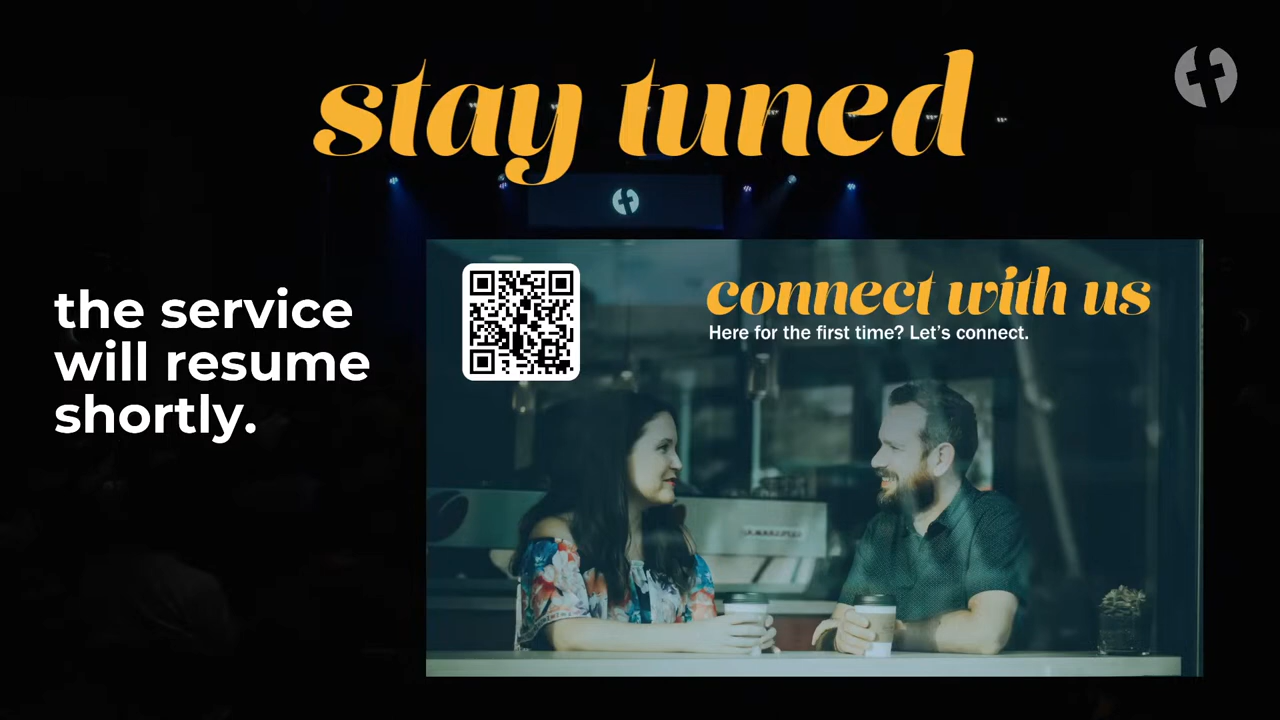 stay tuned
the service
will resume
shortly.
connect with us
Here for the first time? Let's connect.